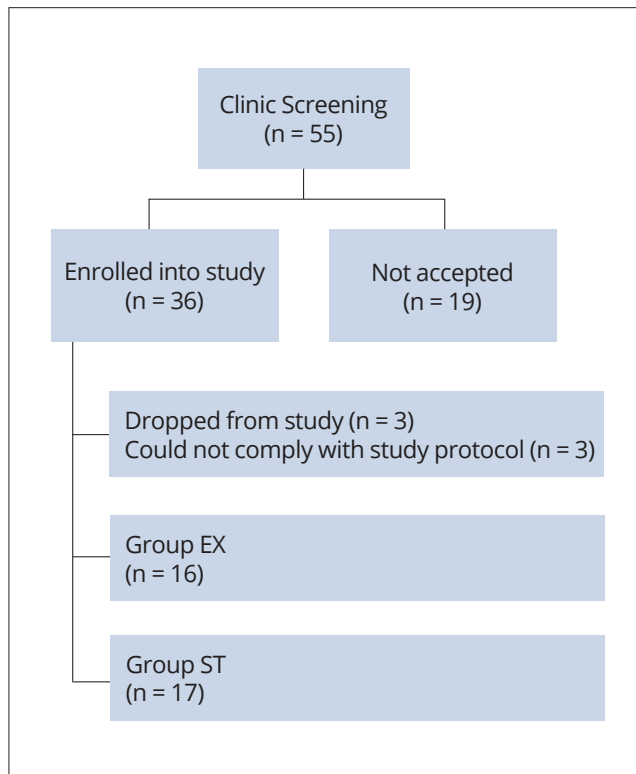 Clinic Screening
(n = 55)
Enrolled into study
(n = 36)
Not accepted
(n = 19)
Dropped from study (n = 3)
Could not comply with study protocol (n = 3)
Group EX
(n = 16)
Group ST
(n = 17)